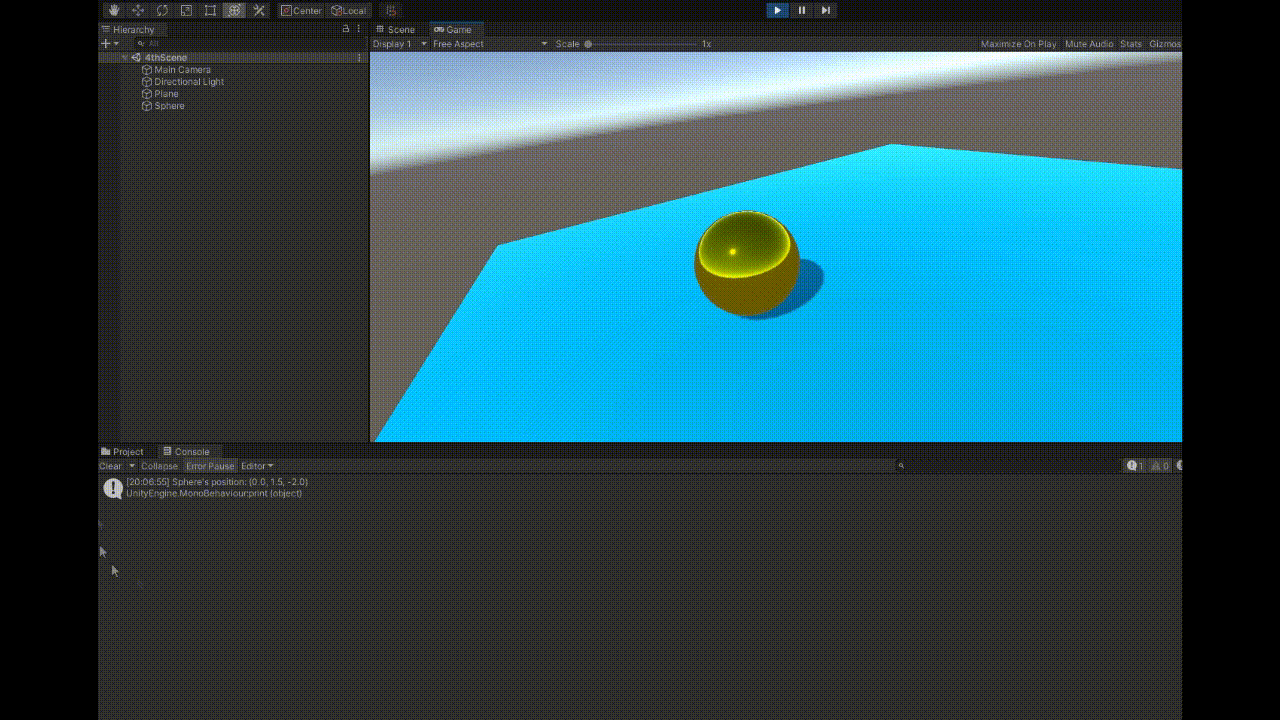 Center Local
Hierarchy
All
4thScene
Main Camera
Directional Light
Plane
Sphere
Scene Game
Display 1 Free Aspect Scale 1x Maximize On Play Mute Audio Stats Gizmos
Project Console
Clear Collapse Error Pause Editor 1 0
[20:06:55] Sphere's position: (0.0, 1.5, -2.0)
UnityEngine.MonoBehaviour:print (object)